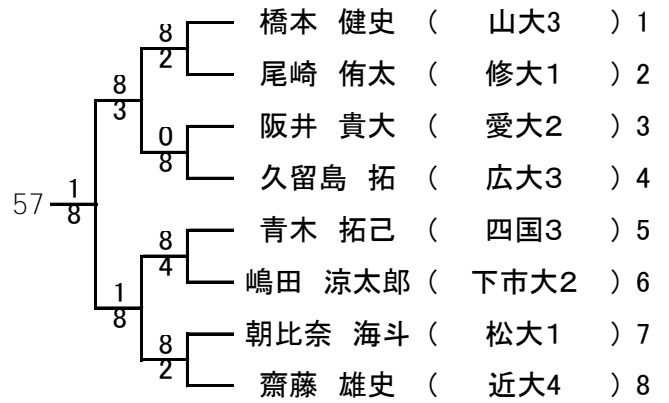 橋本 健史 ( 山大3 ) 1
8
2
尾崎 侑太 ( 修大1 ) 2
8
3
阪井 貴大 ( 愛大2 ) 3
0
8
久留島 拓 ( 広大3 ) 4
57
1
8
青木 拓己 ( 四国3 ) 5
8
4
嶋田 涼太郎 ( 下市大2 ) 6
1
8
朝比奈 海斗 ( 松大1 ) 7
8
2
齋藤 雄史 ( 近大4 ) 8